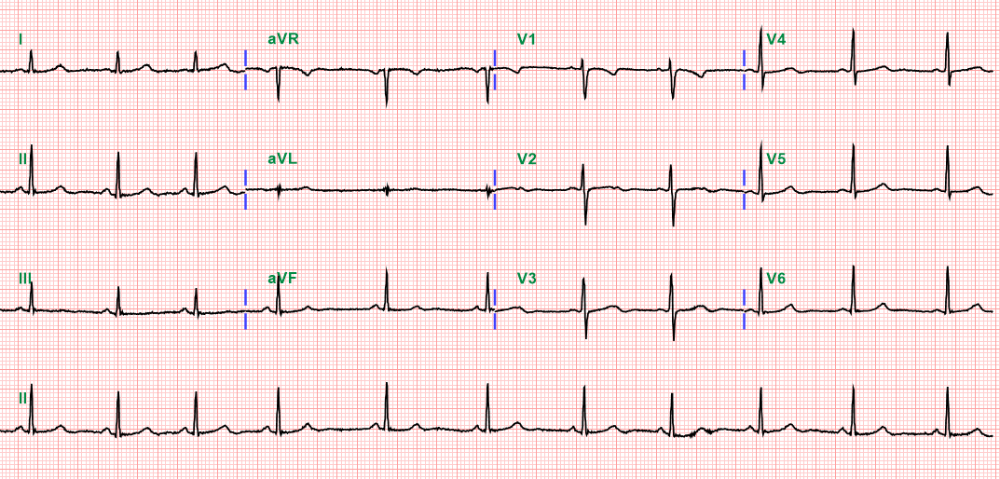 I aVR V1 V4
II aVL V2 V5
III aVF V3 V6
II